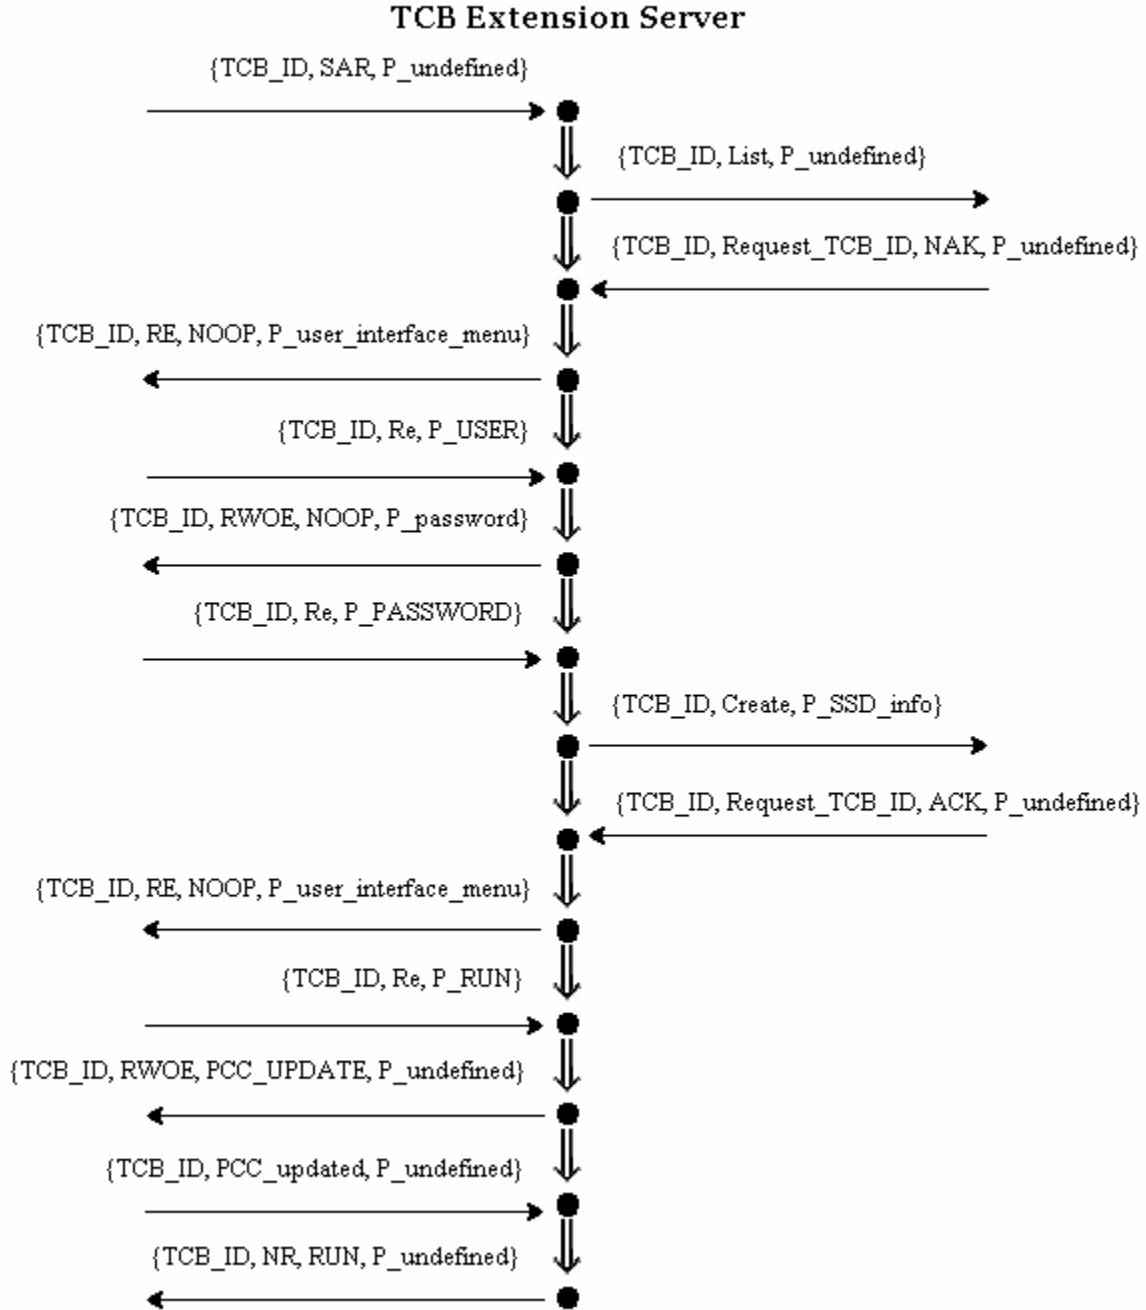 TCB Extension Server
{TCB_ID, SAR, P_undefined}
{TCB_ID, List, P_undefined}
{TCB_ID, Request_TCB_ID, NAK, P_undefined}
{TCB_ID, RE, NOOP, P_user_interface_menu}
{TCB_ID, Re, P_USER}
{TCB_ID, RWOE, NOOP, P_password}
{TCB_ID, Re, P_PASSWORD}
{TCB_ID, Create, P_SSD_info}
{TCB_ID, Request_TCB_ID, ACK, P_undefined}
{TCB_ID, RE, NOOP, P_user_interface_menu}
{TCB_ID, Re, P_RUN}
{TCB_ID, RWOE, PCC_UPDATE, P_undefined}
{TCB_ID, PCC_updated, P_undefined}
{TCB_ID, NR, RUN, P_undefined}